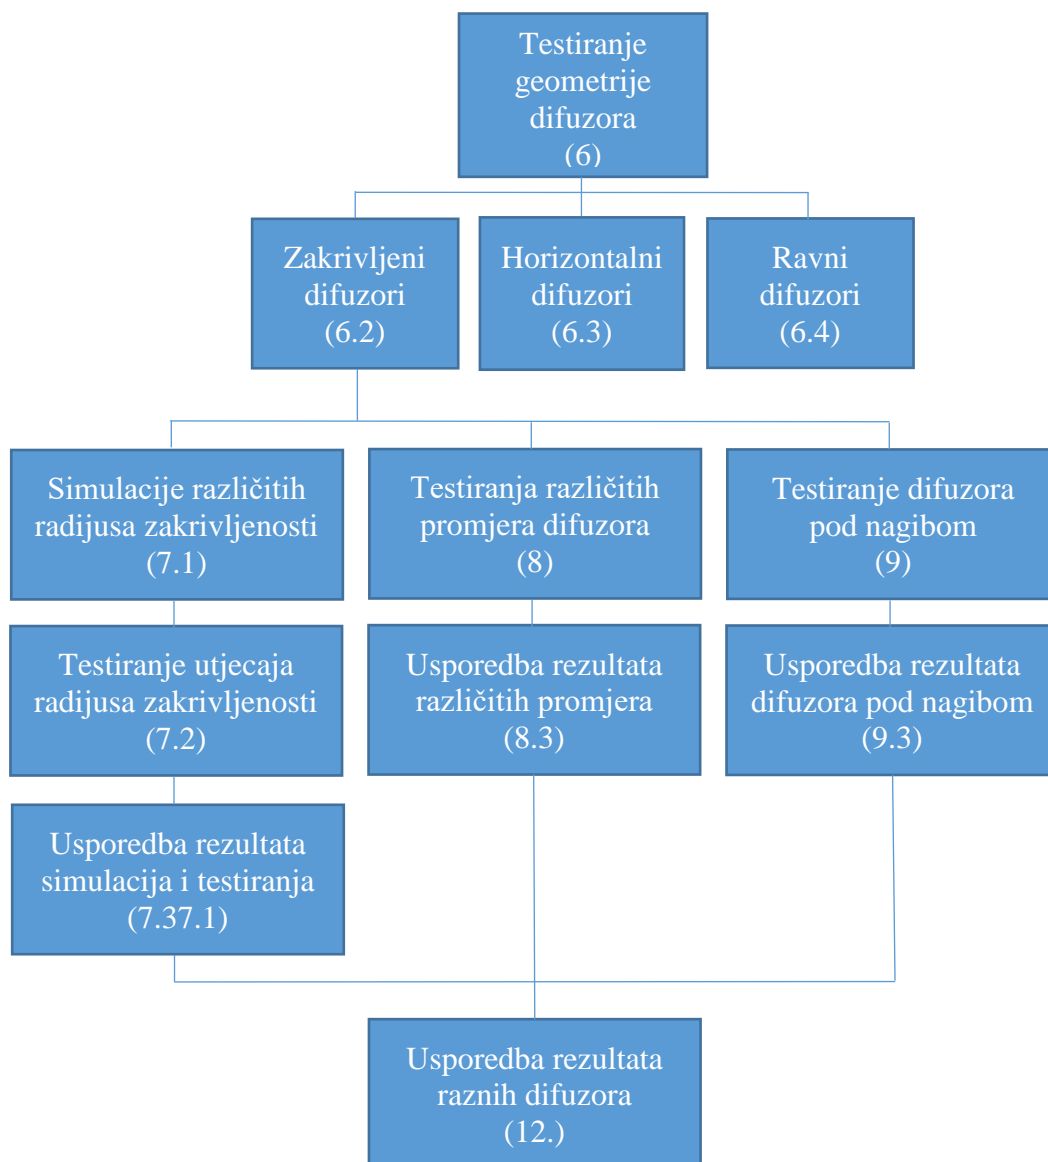 Testiranje
geometrije
difuzora
(6)
Zakrivljeni
difuzori
(6.2)
Horizontalni
difuzori
(6.3)
Ravni
difuzori
(6.4)
Simulacije različitih
radijusa zakrivljenosti
(7.1)
Testiranja različitih
promjera difuzora
(8)
Testiranje difuzora
pod nagibom
(9)
Testiranje utjecaja
radijusa zakrivljenosti
(7.2)
Usporedba rezultata
različitih promjera
(8.3)
Usporedba rezultata
difuzora pod nagibom
(9.3)
Usporedba rezultata
simulacija i testiranja
(7.37.1)
Usporedba rezultata
raznih difuzora
(12.)